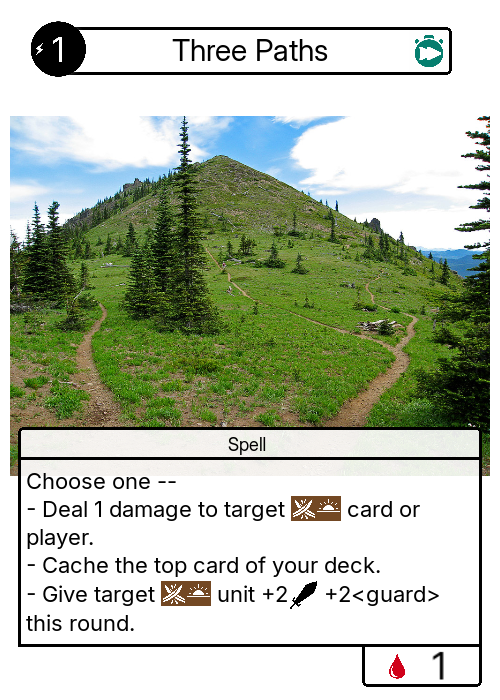 1 Three Paths
Spell
Choose one --
- Deal 1 damage to target card or
player.
- Cache the top card of your deck.
- Give target unit +2 +2<guard>
this round.
1